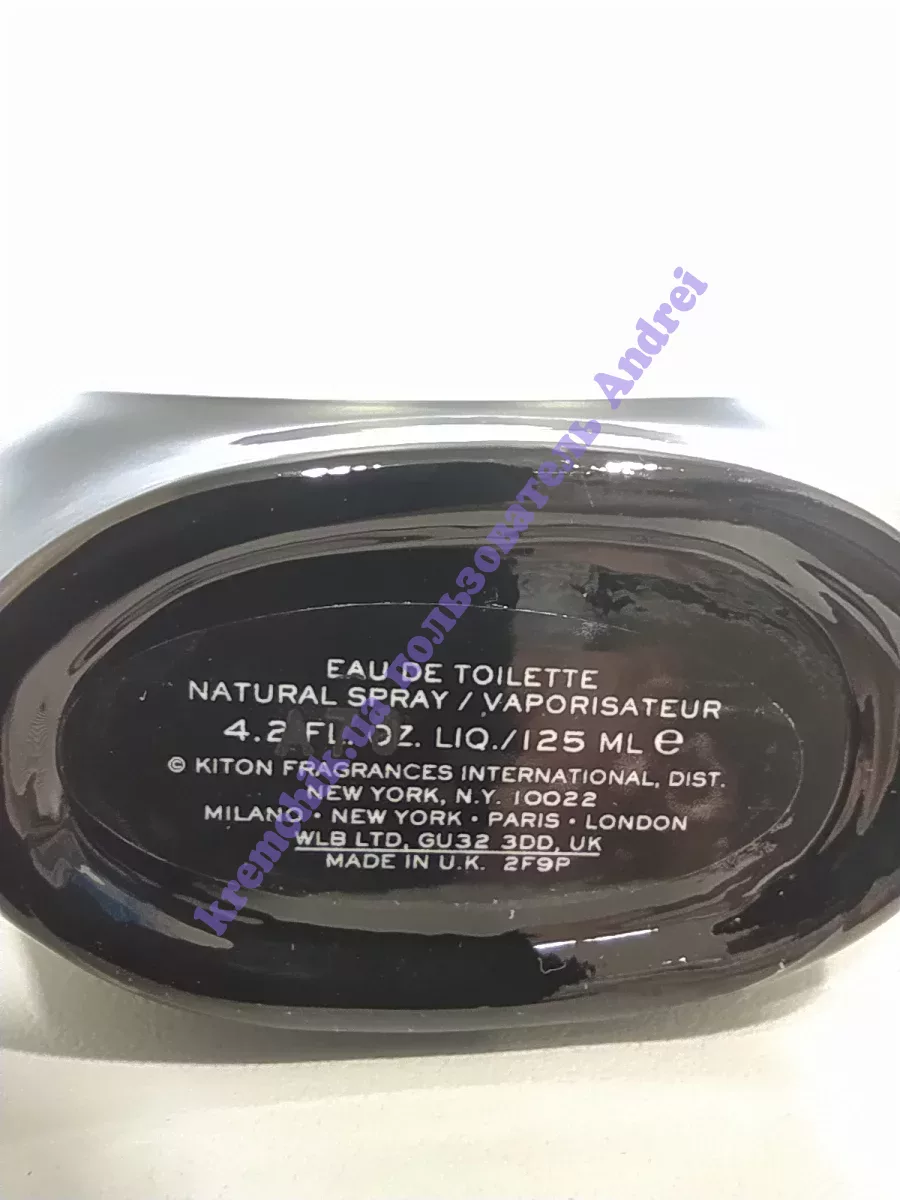 EAU DE TOILETTE
NATURAL SPRAY / VAPORISATEUR
4.2 FL. OZ. LIQ./125 ML ℮
© KITON FRAGRANCES INTERNATIONAL, DIST.
NEW YORK, N.Y. 10022
MILANO • NEW YORK • PARIS • LONDON
WLB LTD, GU32 3DD, UK
MADE IN U.K. 2F9P
kremchik.ua пользователь Andrei